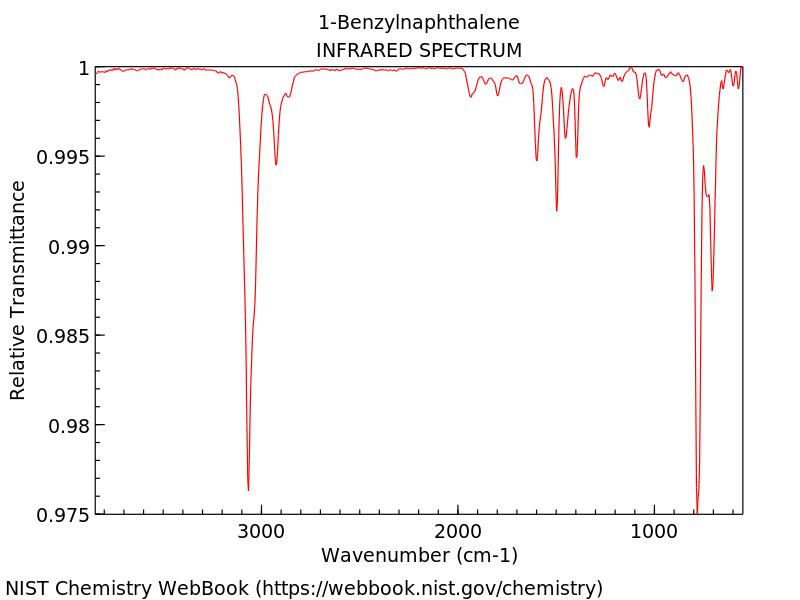 1-Benzylnaphthalene
INFRARED SPECTRUM
1
0.995
0.99
0.985
0.98
0.975
Relative Transmittance
3000 2000 1000
Wavenumber (cm-1)
NIST Chemistry WebBook (https://webbook.nist.gov/chemistry)